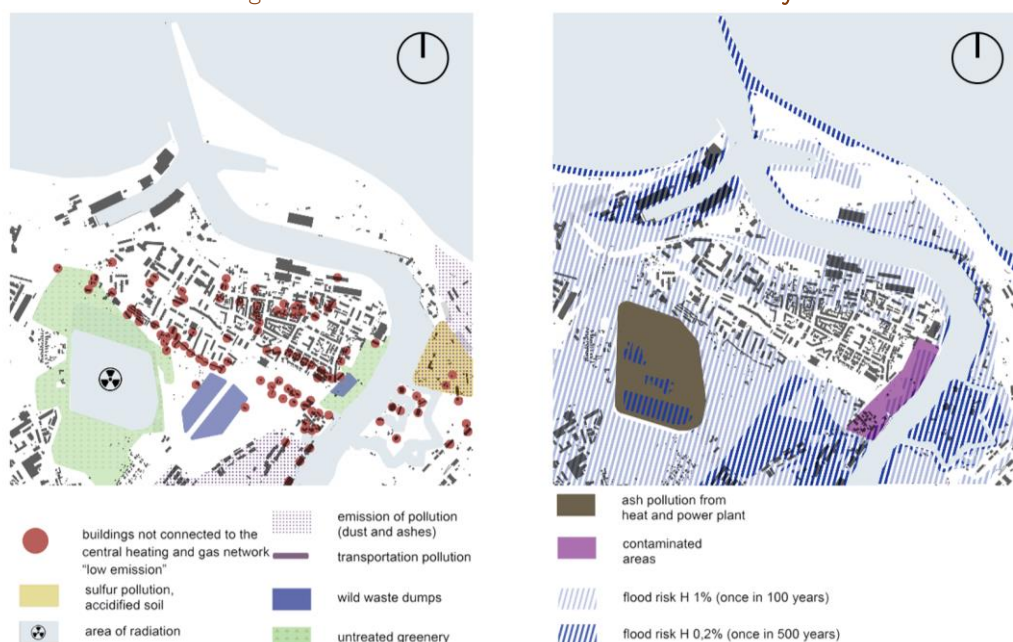 buildings not connected to the
central heating and gas network
“low emission”
sulfur pollution,
accidified soil
area of radiation
emission of pollution
(dust and ashes)
transportation pollution
wild waste dumps
untreated greenery
ash pollution from
heat and power plant
contaminated
areas
flood risk H 1% (once in 100 years)
flood risk H 0,2% (once in 500 years)